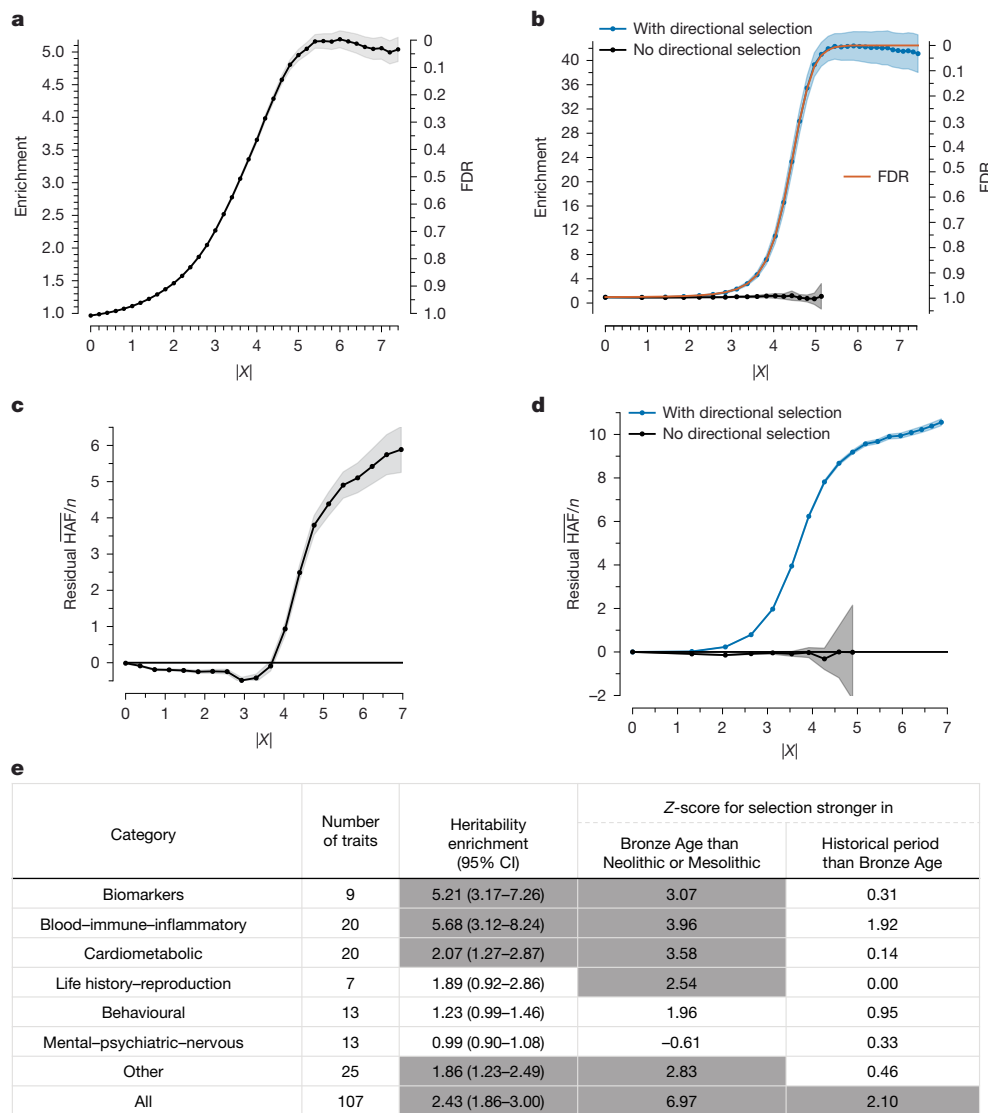 a
Enrichment
5.0
4.5
4.0
3.5
3.0
2.5
2.0
1.5
1.0
0
0.1
0.2
0.3
0.4
0.5
0.6
0.7
0.8
0.9
1.0
FDR
0 1 2 3 4 5 6 7
|X|
b
With directional selection
No directional selection
Enrichment
40
36
32
28
24
20
16
12
8
4
0
FDR
0
0.1
0.2
0.3
0.4
0.5
0.6
0.7
0.8
0.9
1.0
FDR
0 1 2 3 4 5 6 7
|X|
c
Residual HAF/n
6
5
4
3
2
1
0
0 1 2 3 4 5 6 7
|X|
d
With directional selection
No directional selection
Residual HAF/n
10
8
6
4
2
0
−2
0 1 2 3 4 5 6 7
|X|
e
Category
Number
of traits
Heritability
enrichment
(95% CI)
Z-score for selection stronger in
Bronze Age than
Neolithic or Mesolithic
Historical period
than Bronze Age
Biomarkers 9 5.21 (3.17–7.26) 3.07 0.31
Blood–immune–inflammatory 20 5.68 (3.12–8.24) 3.96 1.92
Cardiometabolic 20 2.07 (1.27–2.87) 3.58 0.14
Life history–reproduction 7 1.89 (0.92–2.86) 2.54 0.00
Behavioural 13 1.23 (0.99–1.46) 1.96 0.95
Mental–psychiatric–nervous 13 0.99 (0.90–1.08) −0.61 0.33
Other 25 1.86 (1.23–2.49) 2.83 0.46
All 107 2.43 (1.86–3.00) 6.97 2.10